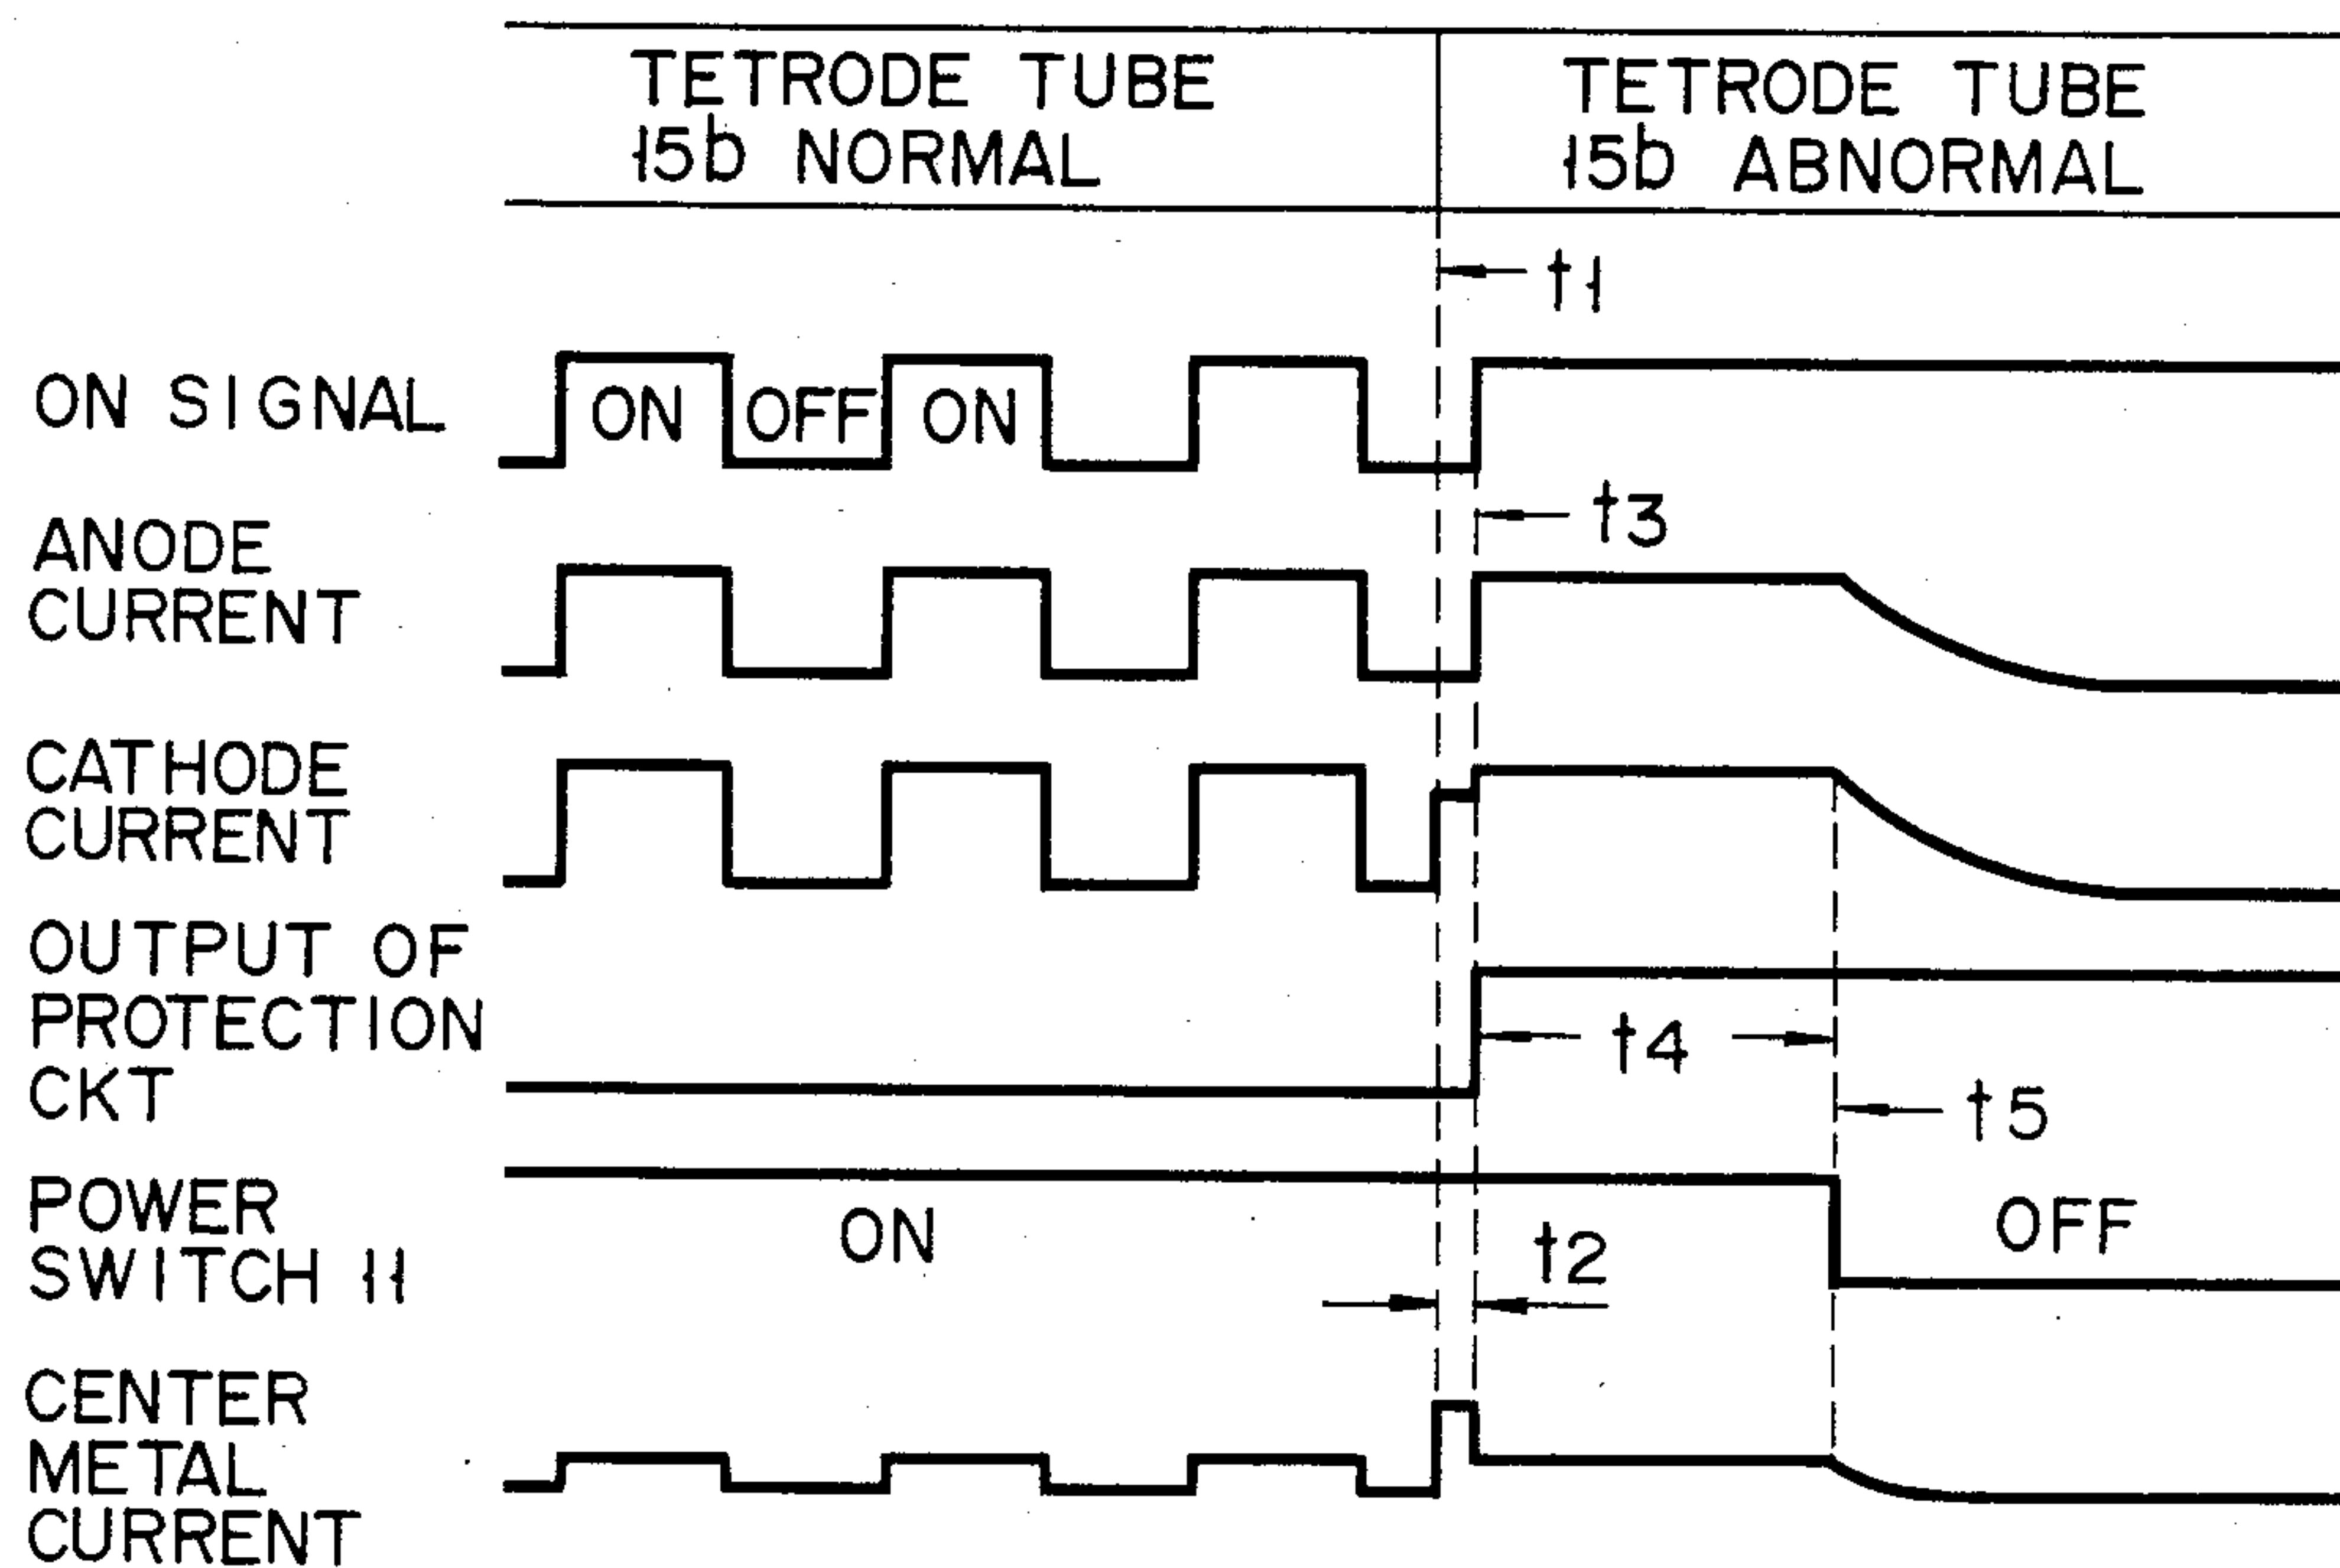 TETRODE TUBE
15b NORMAL
TETRODE TUBE
15b ABNORMAL
t1
ON SIGNAL
ON
OFF
ON
t3
ANODE
CURRENT
CATHODE
CURRENT
OUTPUT OF
PROTECTION
CKT
t4
t5
POWER
SWITCH 11
ON
OFF
t2
CENTER
METAL
CURRENT